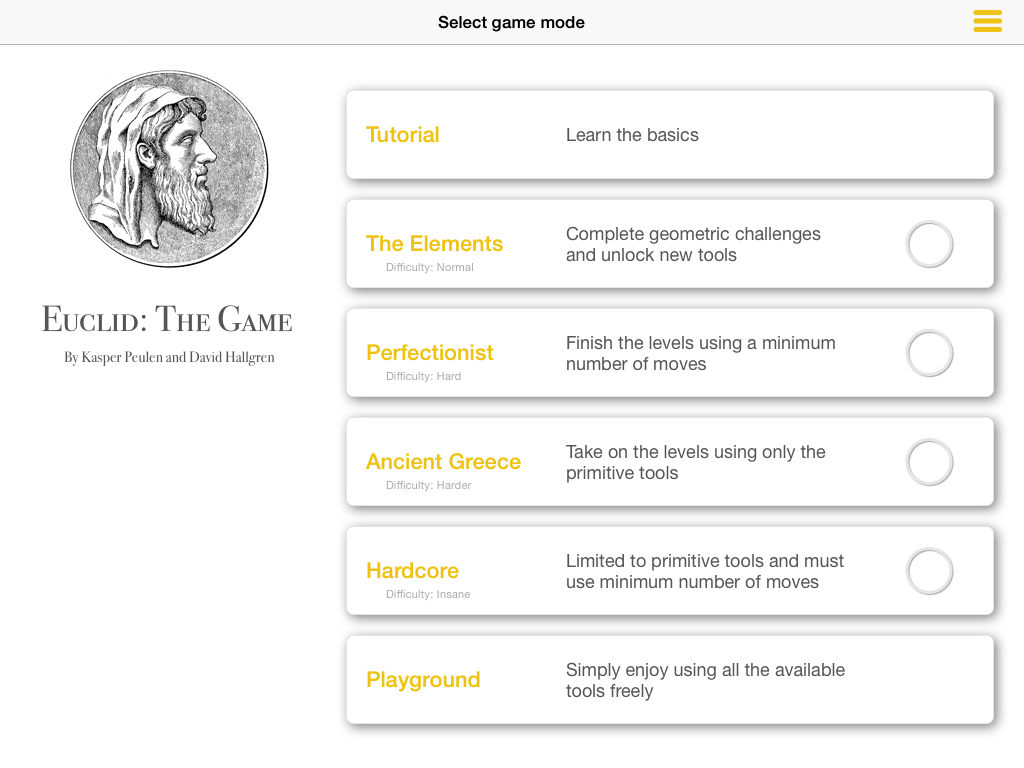 Select game mode
Euclid: The Game
By Kasper Peulen and David Hallgren
Tutorial
Learn the basics
The Elements
Difficulty: Normal
Complete geometric challenges
and unlock new tools
Perfectionist
Difficulty: Hard
Finish the levels using a minimum
number of moves
Ancient Greece
Difficulty: Harder
Take on the levels using only the
primitive tools
Hardcore
Difficulty: Insane
Limited to primitive tools and must
use minimum number of moves
Playground
Simply enjoy using all the available
tools freely